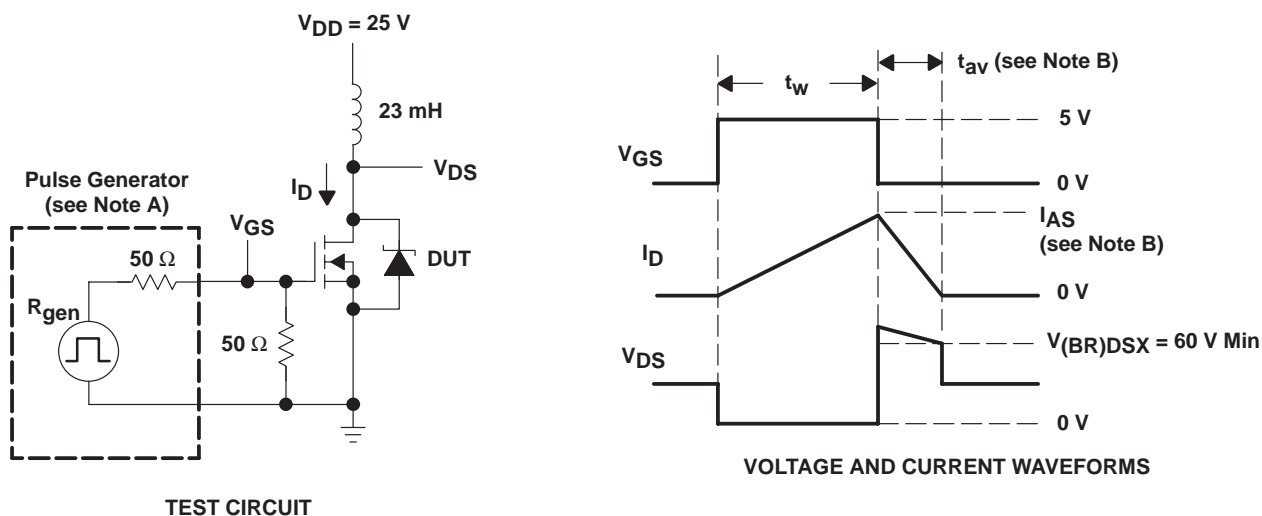 VDD = 25 V
23 mH
VDS
ID
Pulse Generator
(see Note A)
VGS
50 Ω
DUT
Rgen
50 Ω
TEST CIRCUIT
tw
tav (see Note B)
VGS
5 V
0 V
ID
IAS
(see Note B)
0 V
VDS
V(BR)DSX = 60 V Min
0 V
VOLTAGE AND CURRENT WAVEFORMS